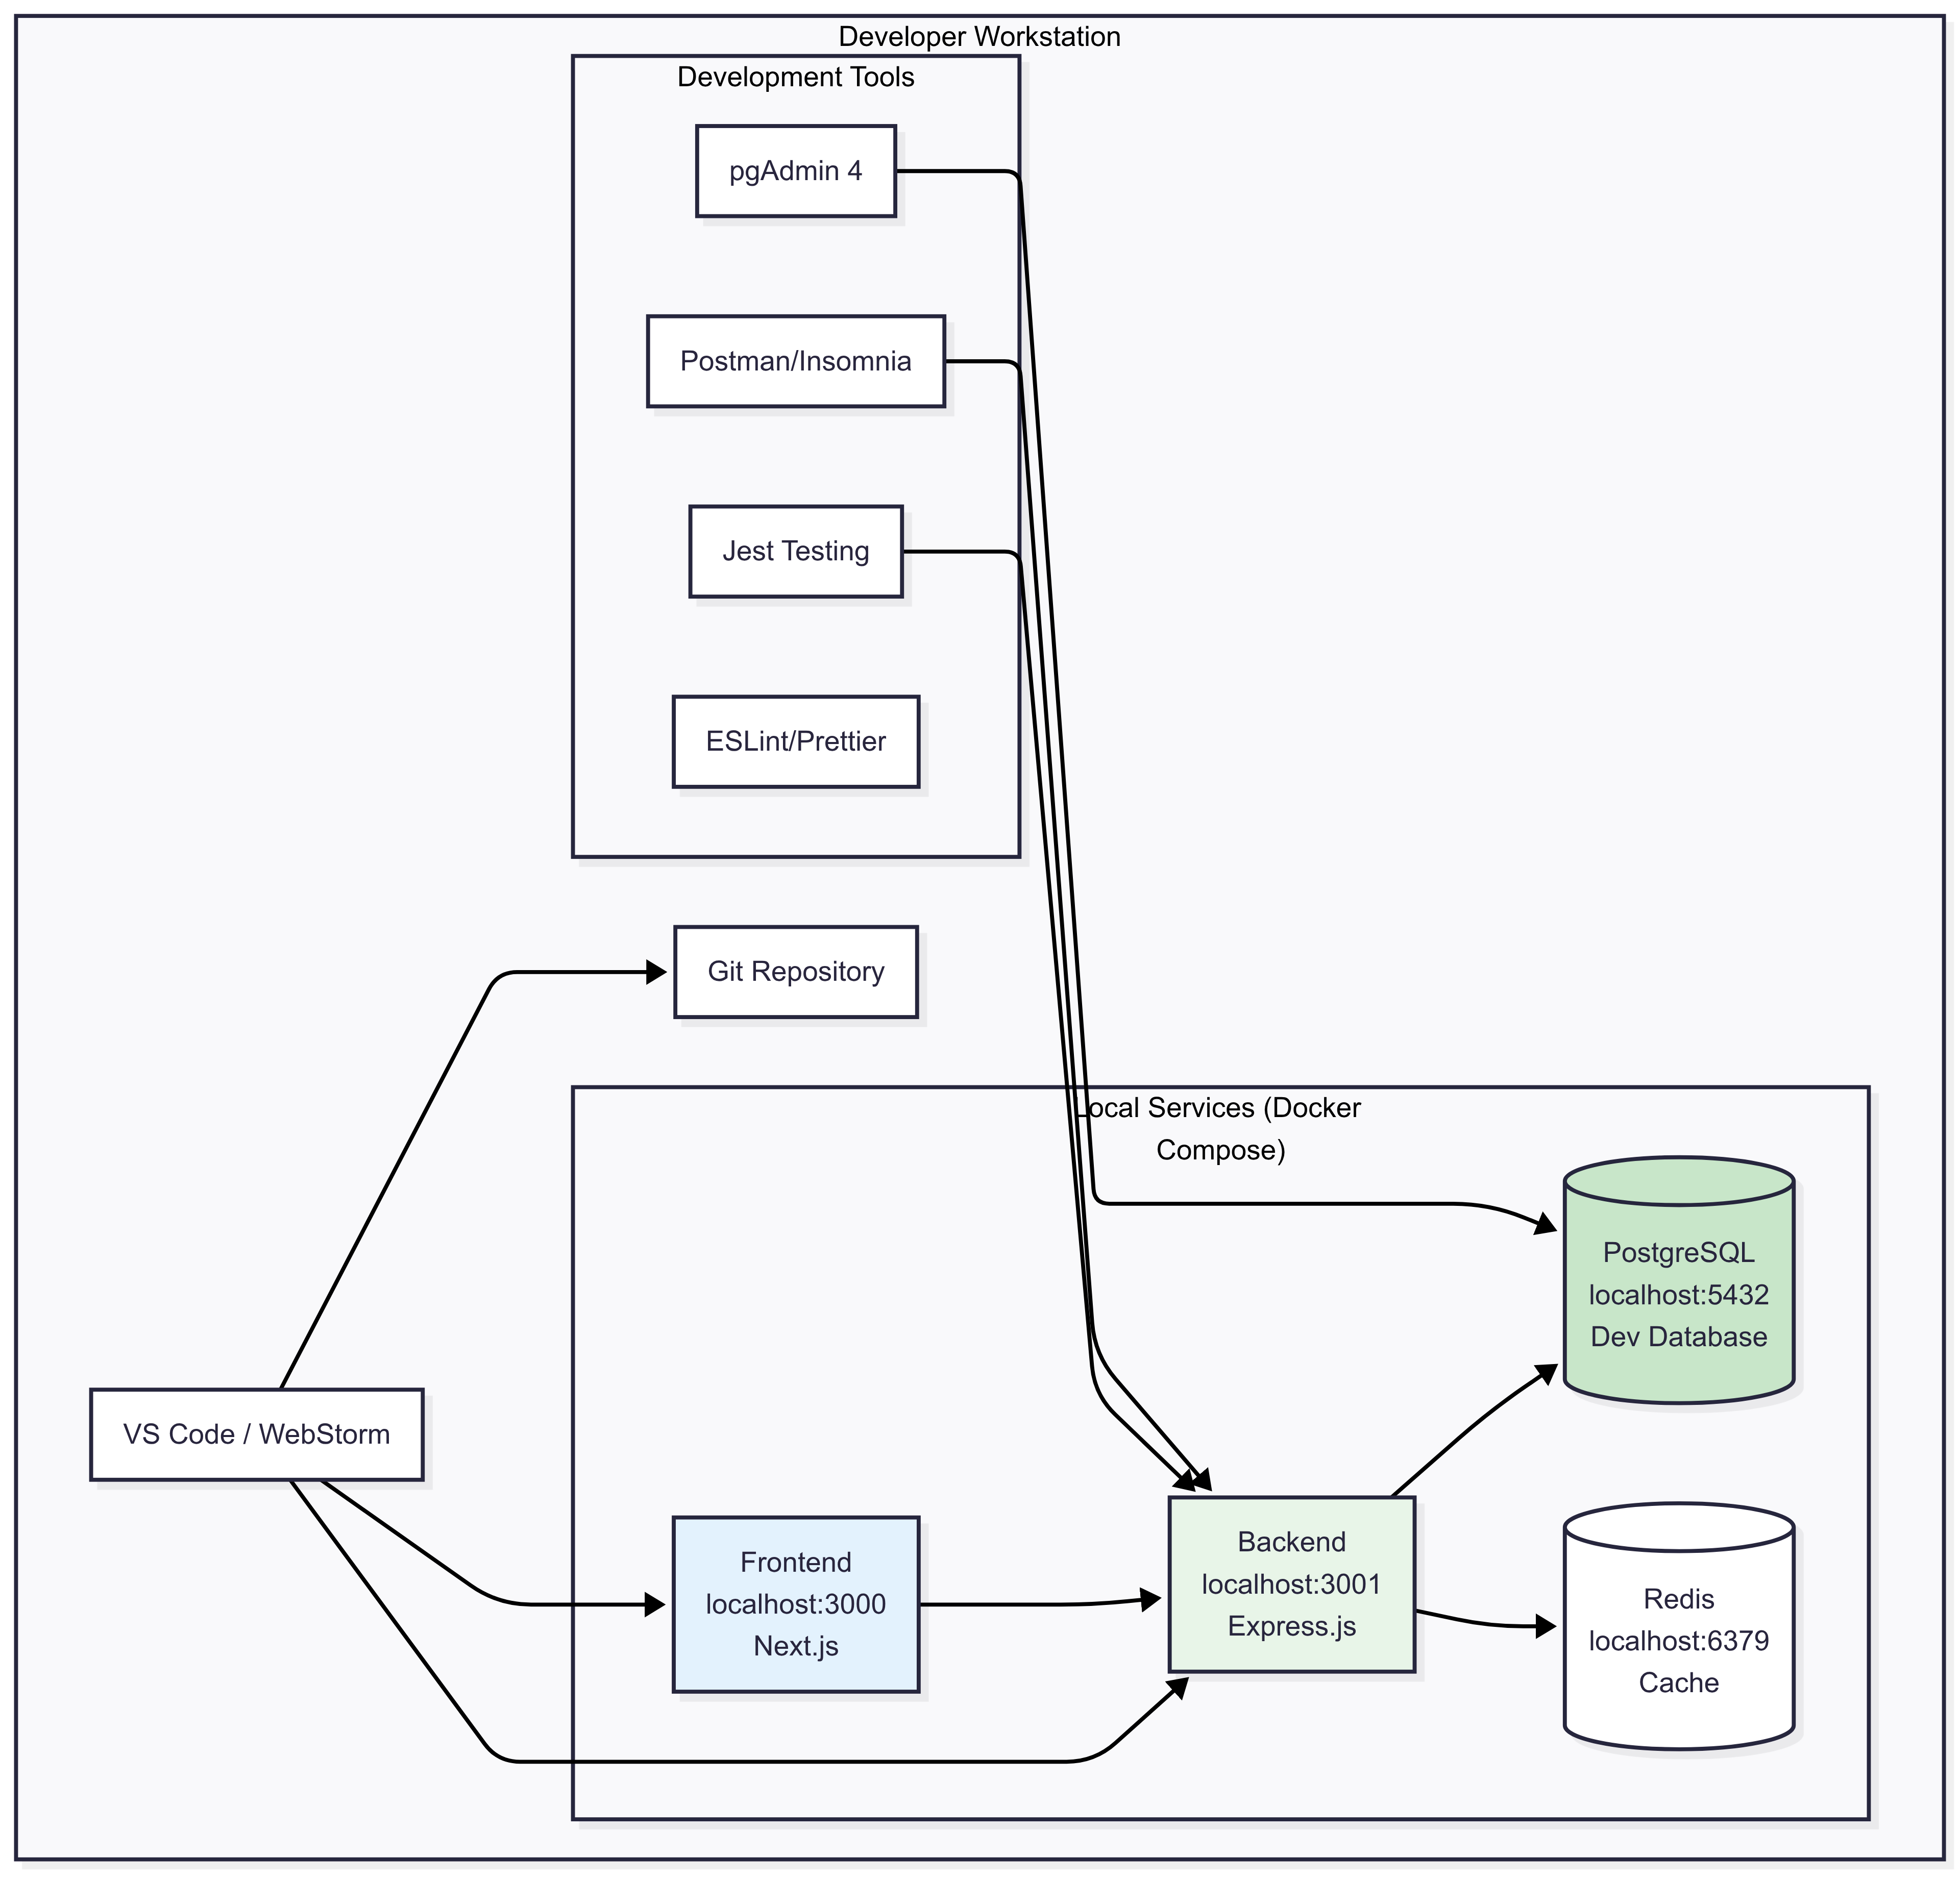 Developer Workstation
Development Tools
pgAdmin 4
Postman/Insomnia
Jest Testing
ESLint/Prettier
Git Repository
Local Services (Docker
Compose)
PostgreSQL
localhost:5432
Dev Database
VS Code / WebStorm
Frontend
localhost:3000
Next.js
Backend
localhost:3001
Express.js
Redis
localhost:6379
Cache